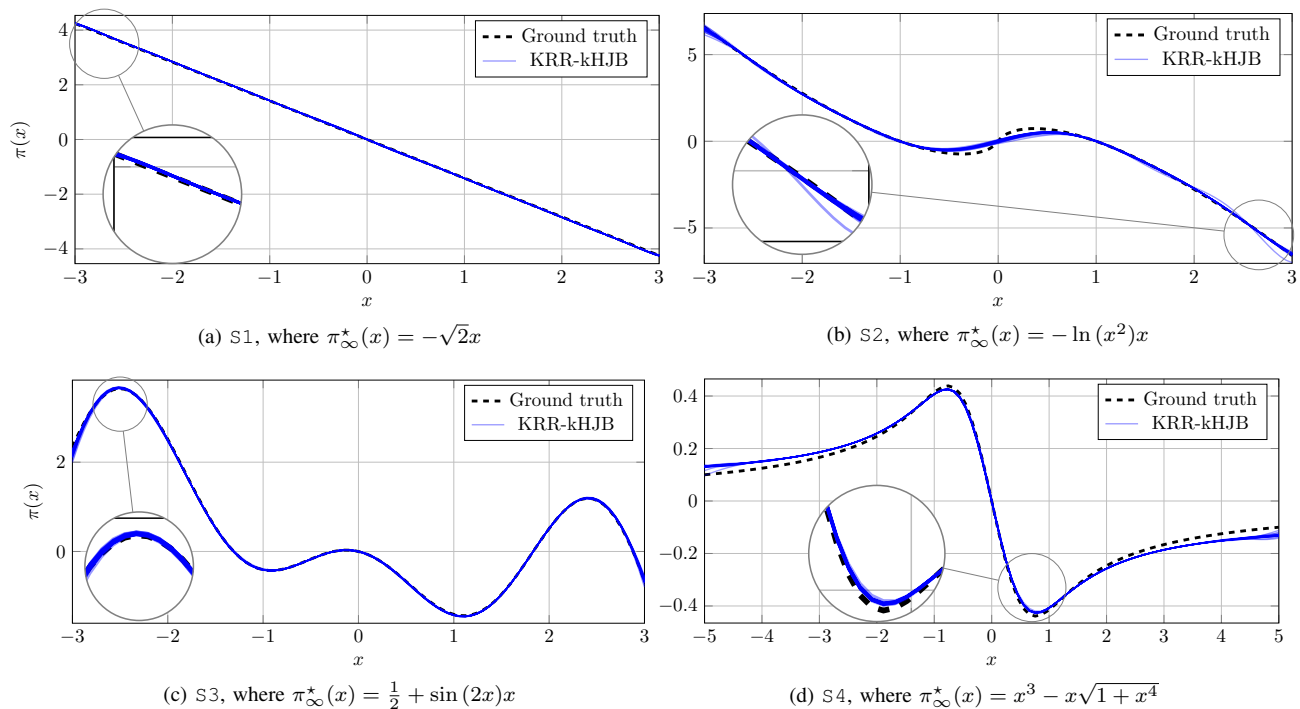 4
2
0
−2
−4
π(x)
Ground truth
KRR-kHJB
−3 −2 −1 0 1 2 3
x
(a) S1, where π⋆∞(x) = −√2x
5
0
−5
Ground truth
KRR-kHJB
−3 −2 −1 0 1 2 3
x
(b) S2, where π⋆∞(x) = − ln (x²)x
2
0
π(x)
Ground truth
KRR-kHJB
−3 −2 −1 0 1 2 3
x
(c) S3, where π⋆∞(x) = 1/2 + sin (2x)x
0.4
0.2
0
−0.2
−0.4
Ground truth
KRR-kHJB
−5 −4 −3 −2 −1 0 1 2 3 4 5
x
(d) S4, where π⋆∞(x) = x³ − x√1 + x⁴